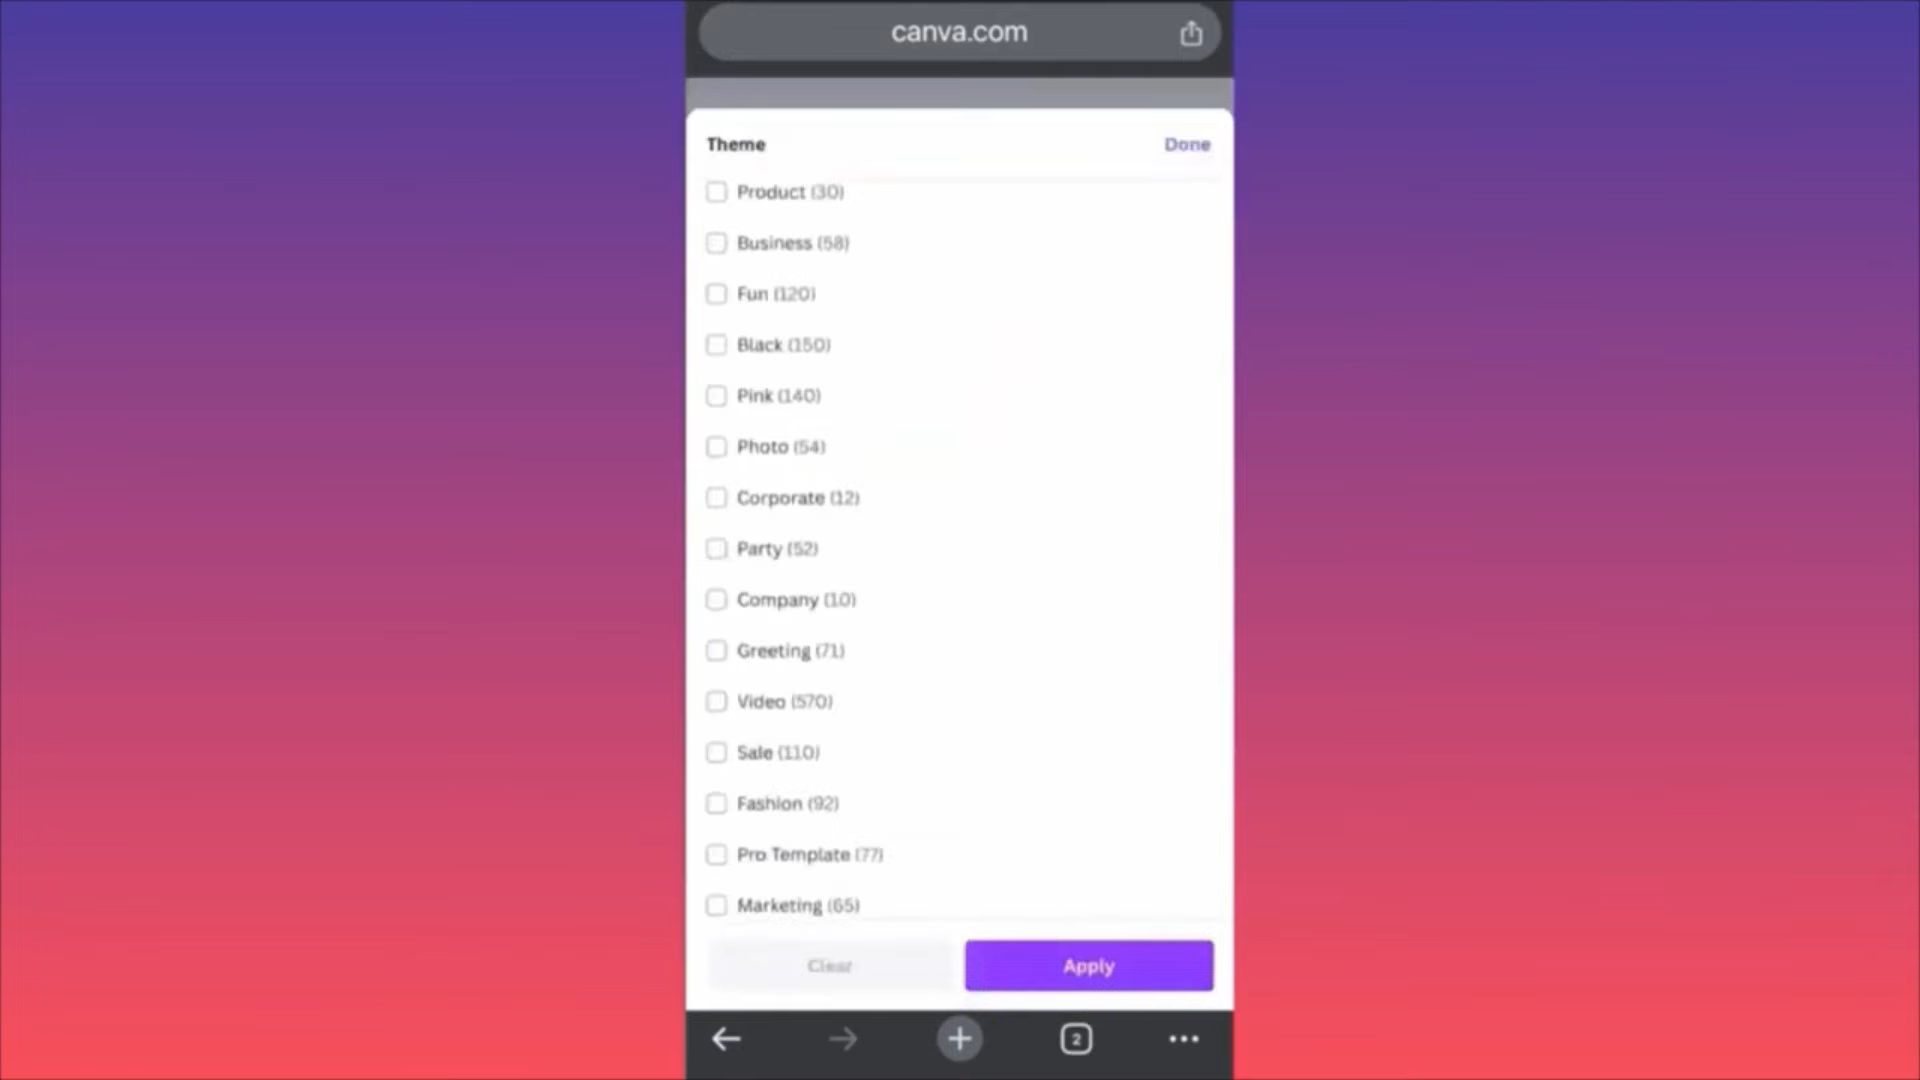 canva.com
Theme
Done
Product (30)
Business (58)
Fun (120)
Black (150)
Pink (140)
Photo (54)
Corporate (12)
Party (52)
Company (10)
Greeting (71)
Video (570)
Sale (110)
Fashion (92)
Pro Template (77)
Marketing (65)
Clear
Apply
2